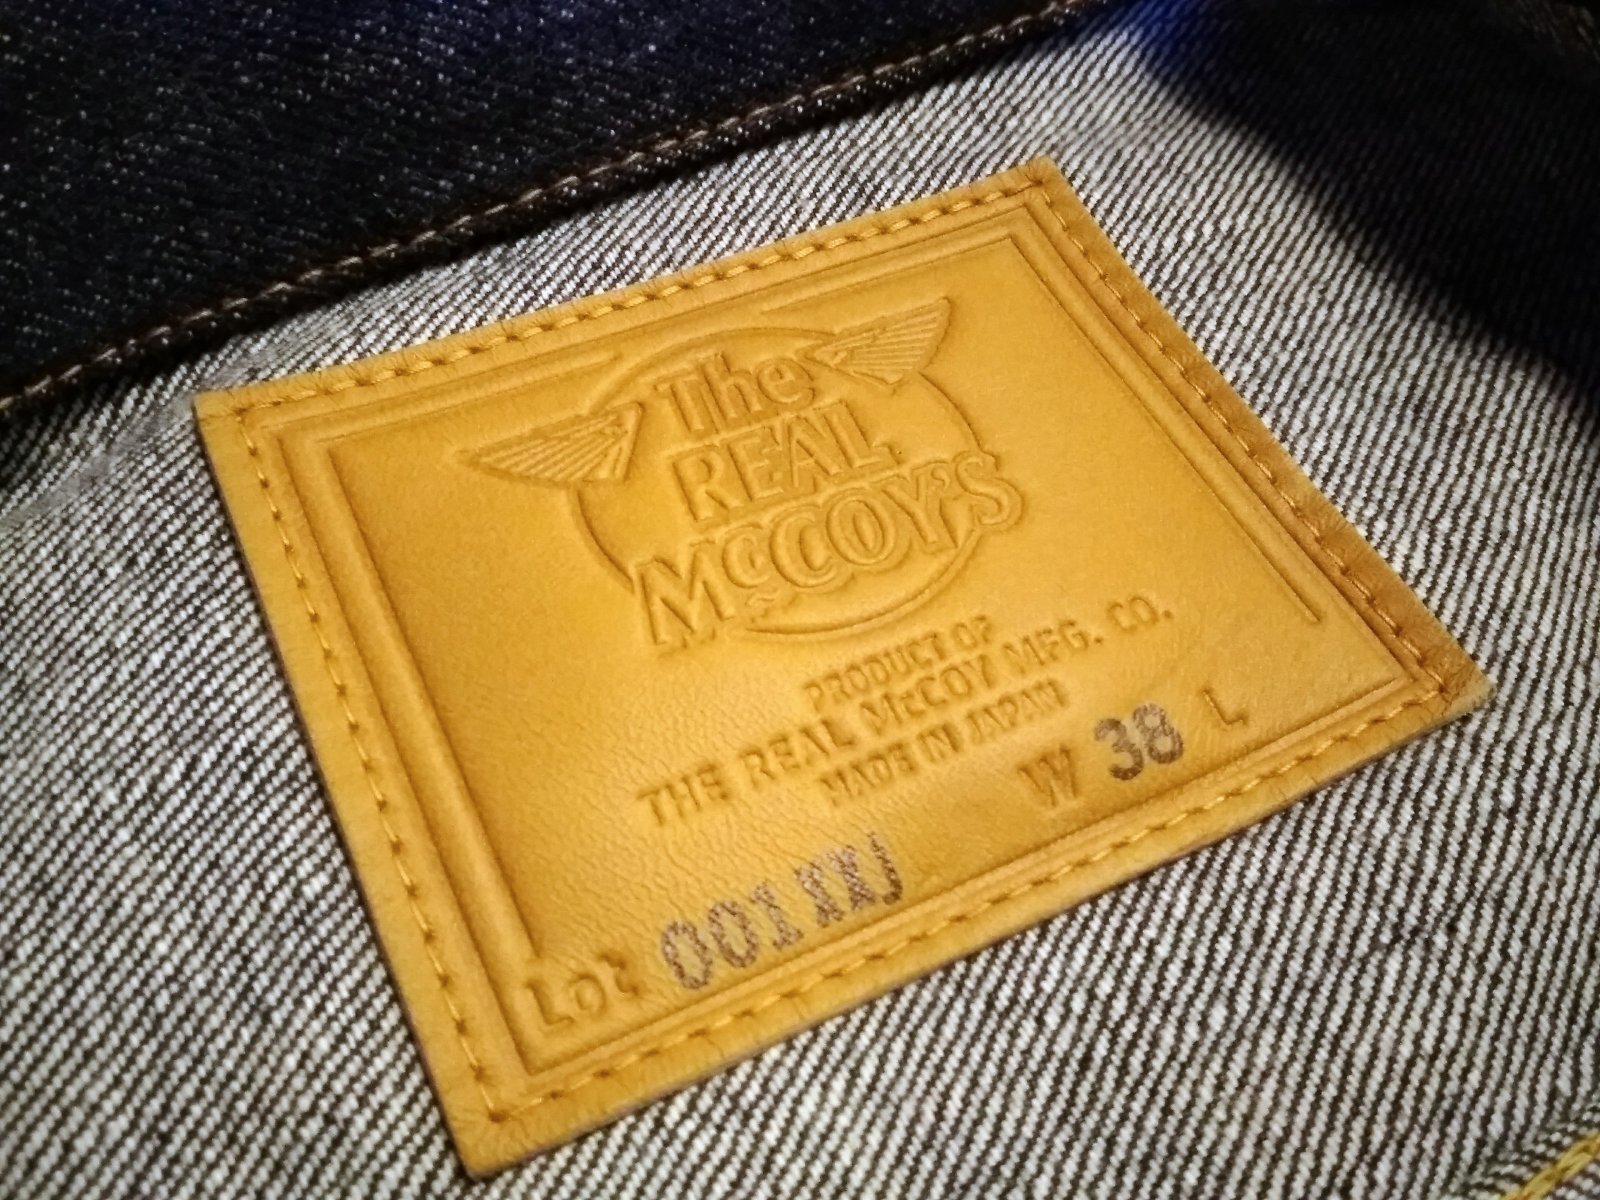 The
REAL
McCOY'S
PRODUCT OF
THE REAL McCOY MFG. CO.
MADE IN JAPAN
W 38 L
Lot 001XXJ